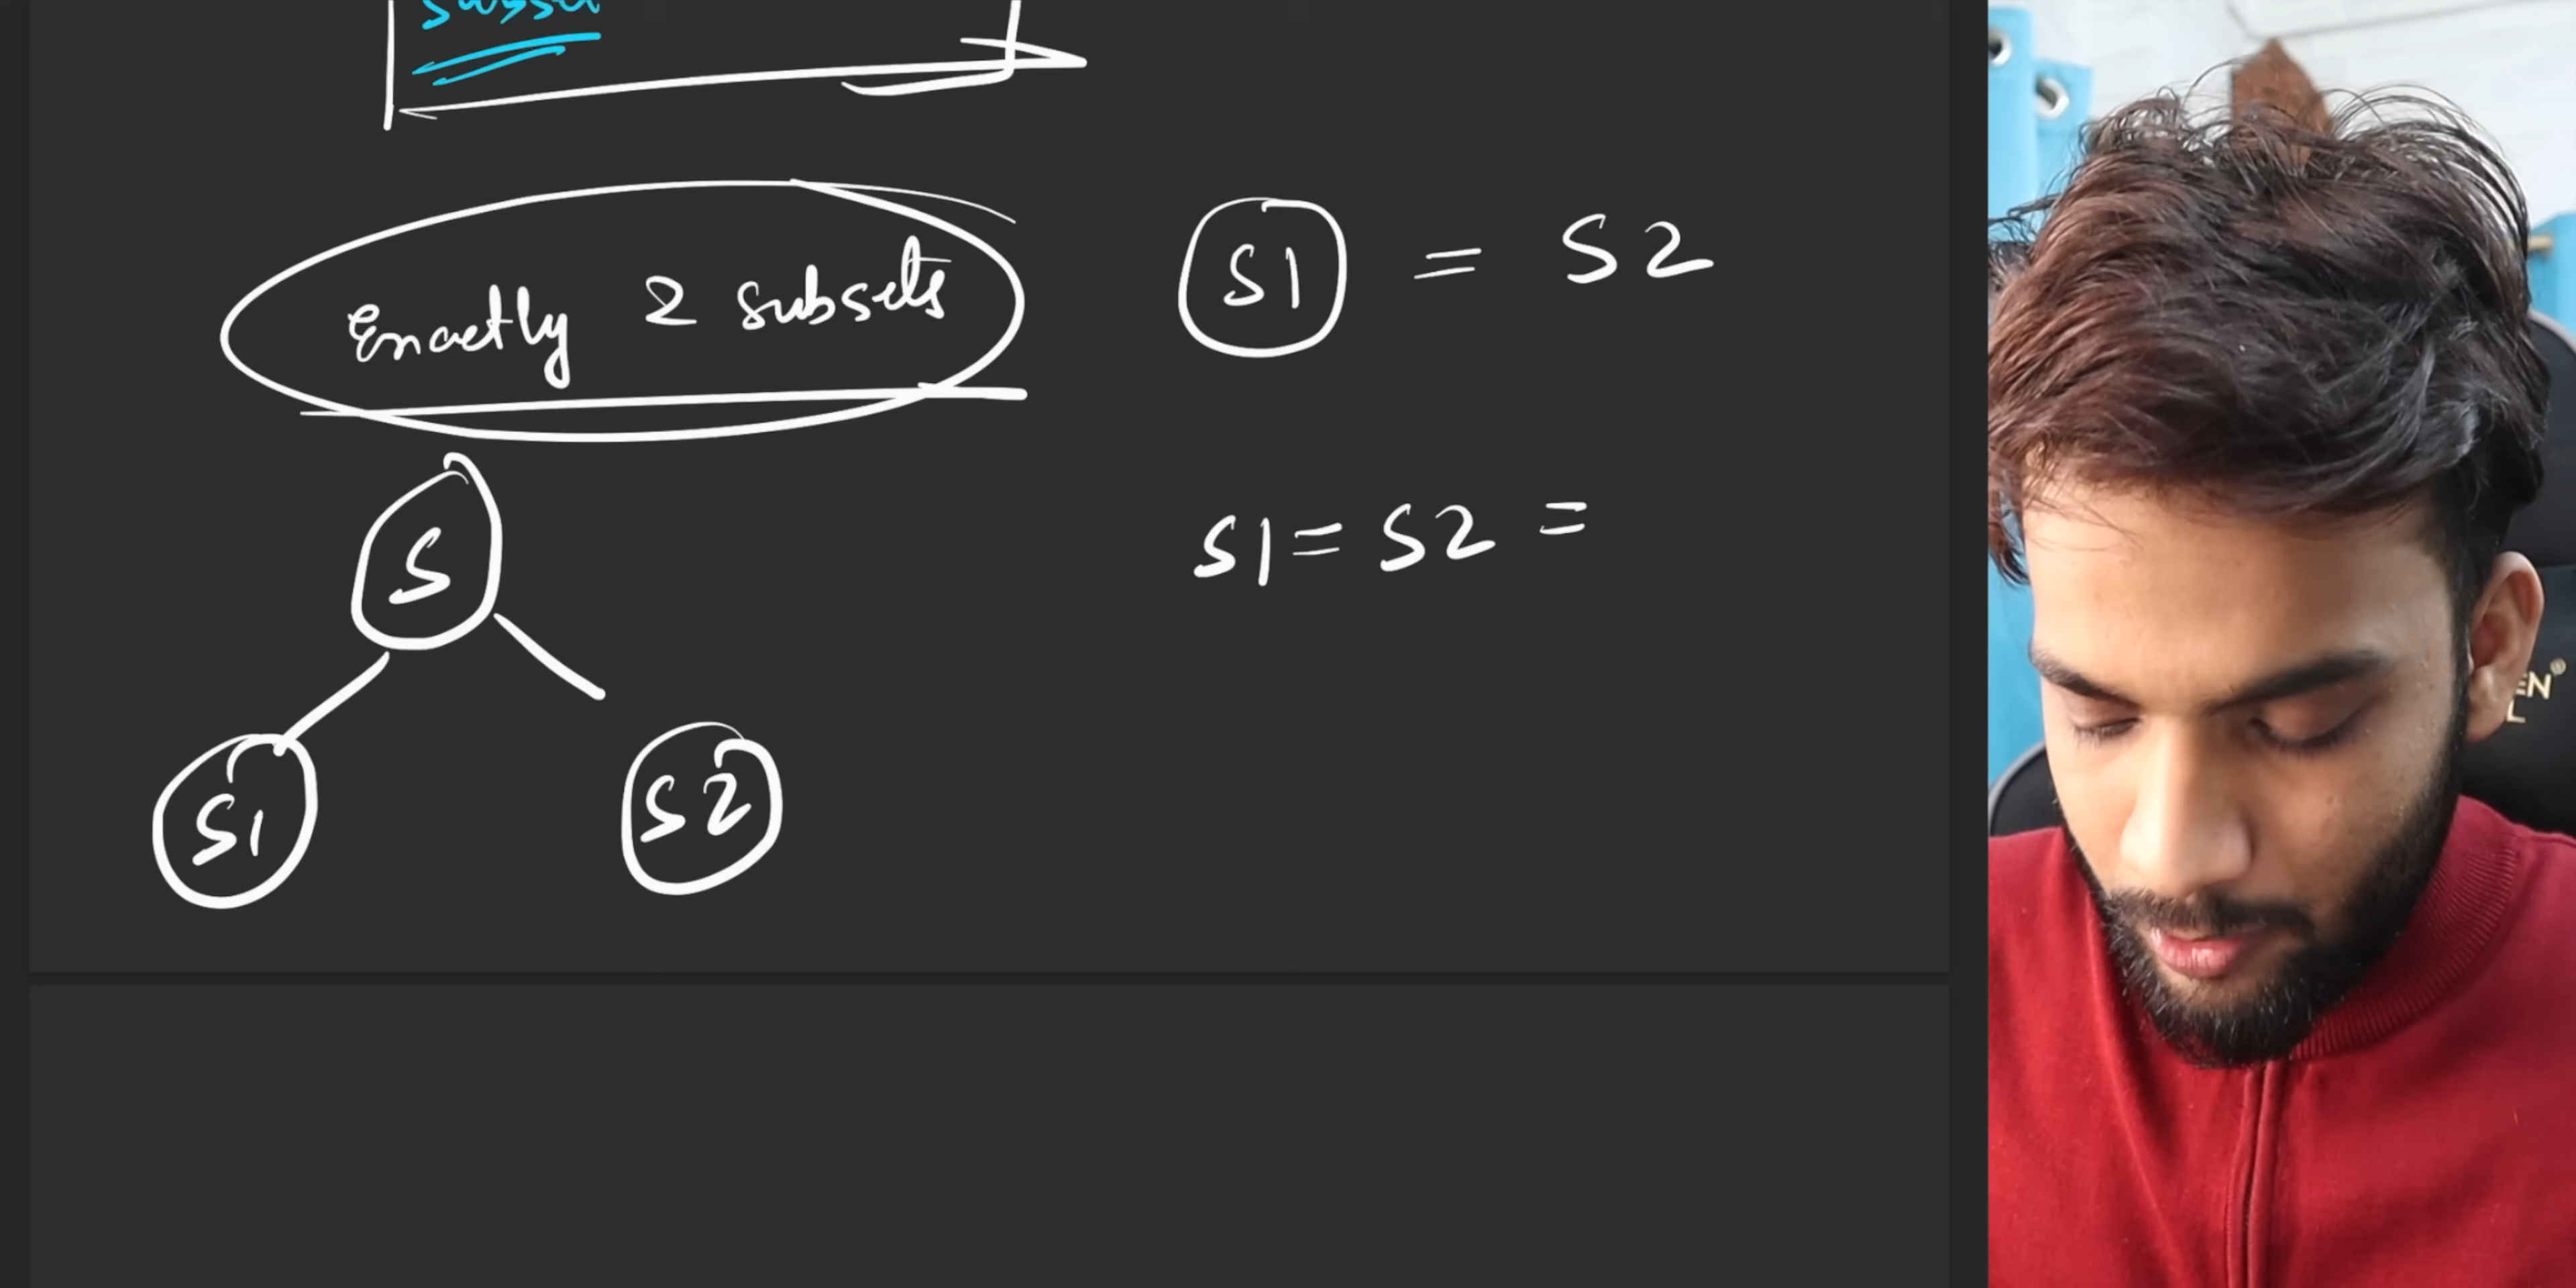 Exactly 2 subsets
S1 = S2
S
S1 = S2 =
S1
S2